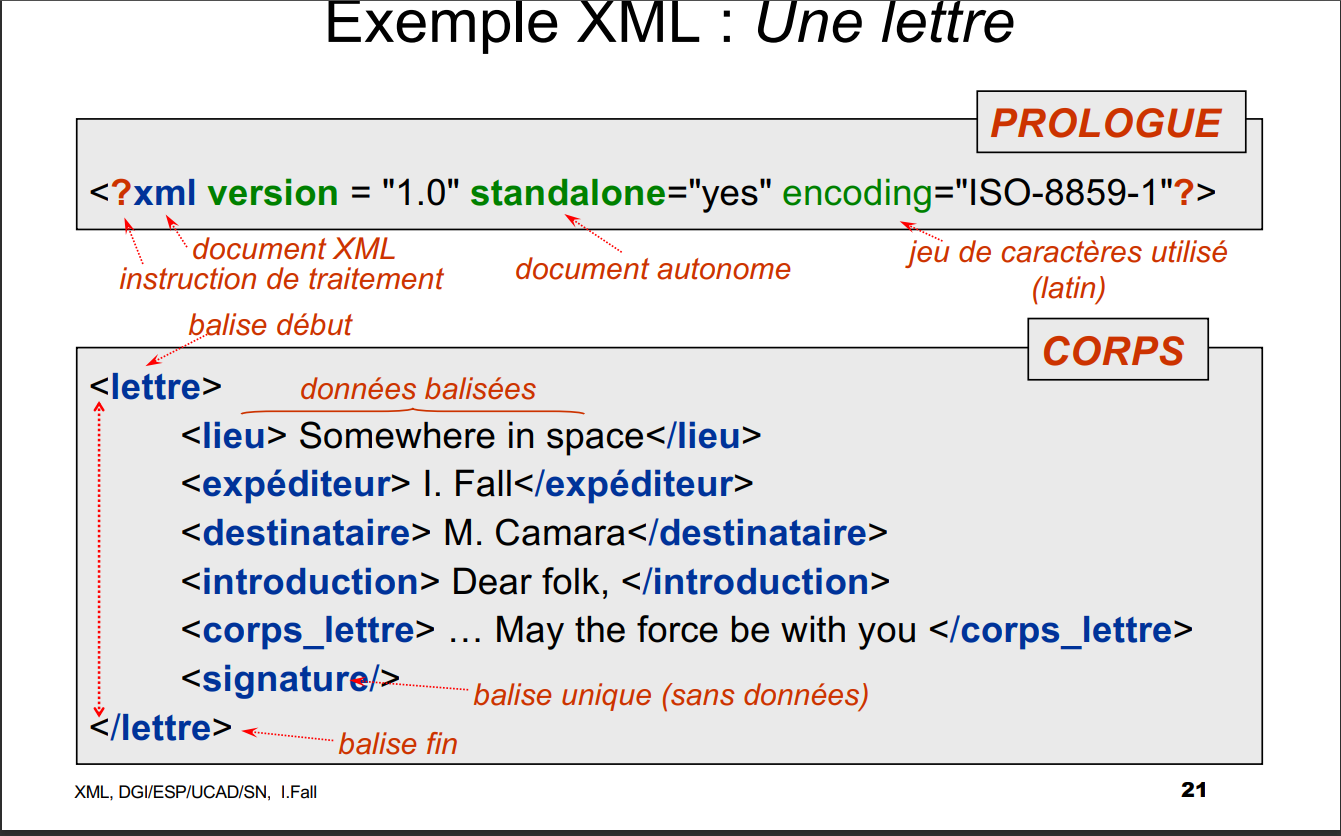 Exemple XML : Une lettre
PROLOGUE
<?xml version = "1.0" standalone="yes" encoding="ISO-8859-1"?>
document XML
instruction de traitement
document autonome
jeu de caractères utilisé
(latin)
balise début
CORPS
<lettre>
données balisées
<lieu> Somewhere in space</lieu>
<expéditeur> I. Fall</expéditeur>
<destinataire> M. Camara</destinataire>
<introduction> Dear folk, </introduction>
<corps_lettre> … May the force be with you </corps_lettre>
<signature/>
balise unique (sans données)
</lettre>
balise fin
XML, DGI/ESP/UCAD/SN, I.Fall
21